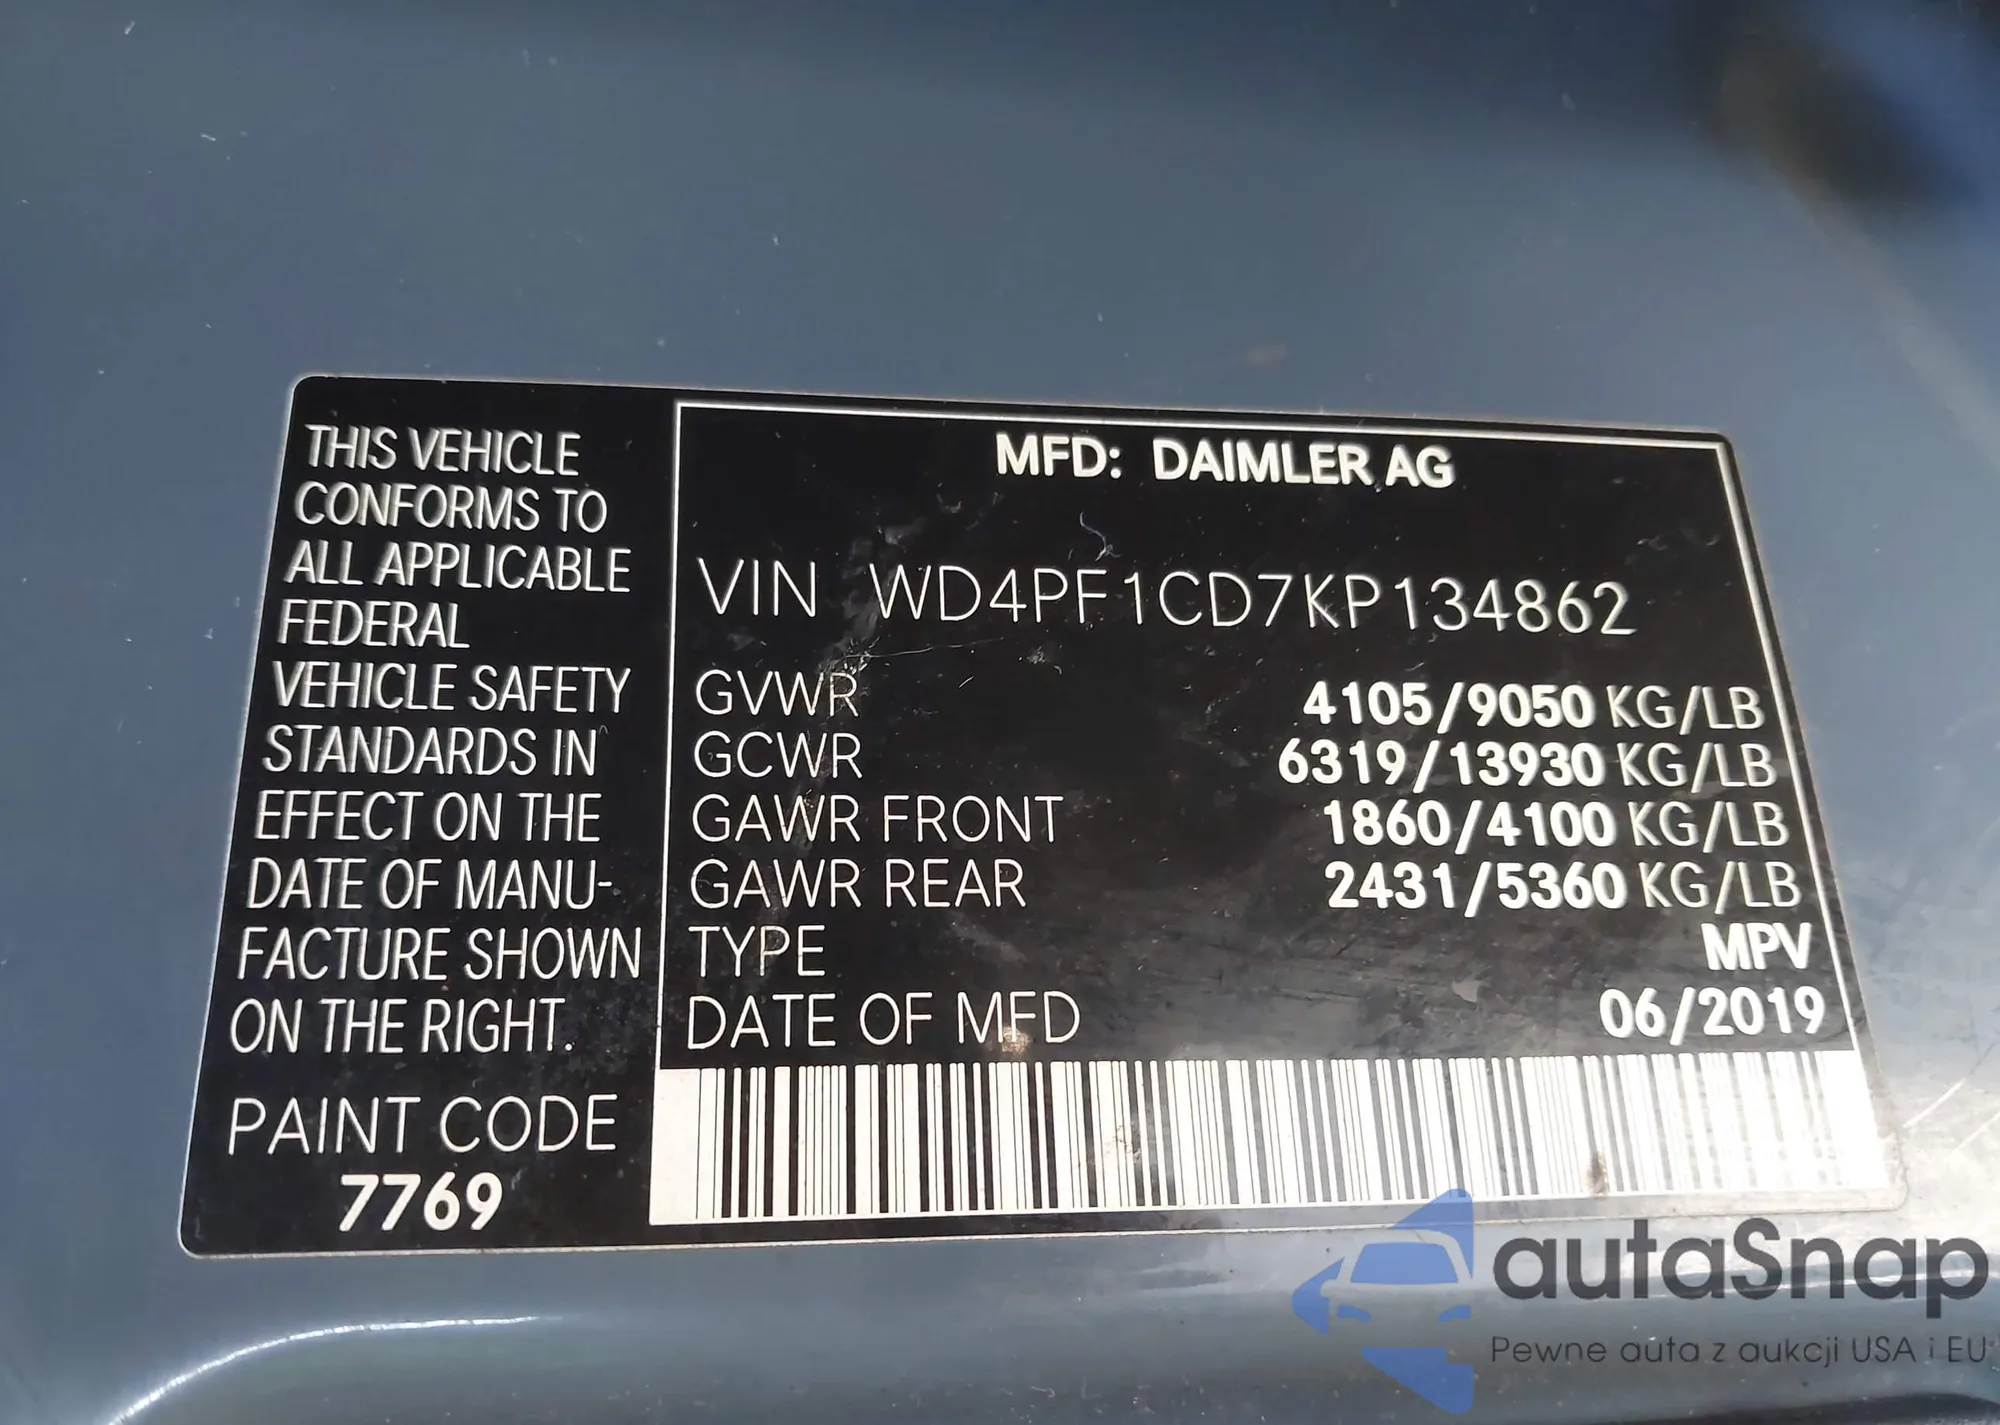 THIS VEHICLE
CONFORMS TO
ALL APPLICABLE
FEDERAL
VEHICLE SAFETY
STANDARDS IN
EFFECT ON THE
DATE OF MANU-
FACTURE SHOWN
ON THE RIGHT.
PAINT CODE
7769
MFD: DAIMLER AG
VIN WD4PF1CD7KP134862
GVWR 4105/9050 KG/LB
GCWR 6319/13930 KG/LB
GAWR FRONT 1860/4100 KG/LB
GAWR REAR 2431/5360 KG/LB
TYPE MPV
DATE OF MFD 06/2019
autaSnap
Pewne auta z aukcji USA i EU